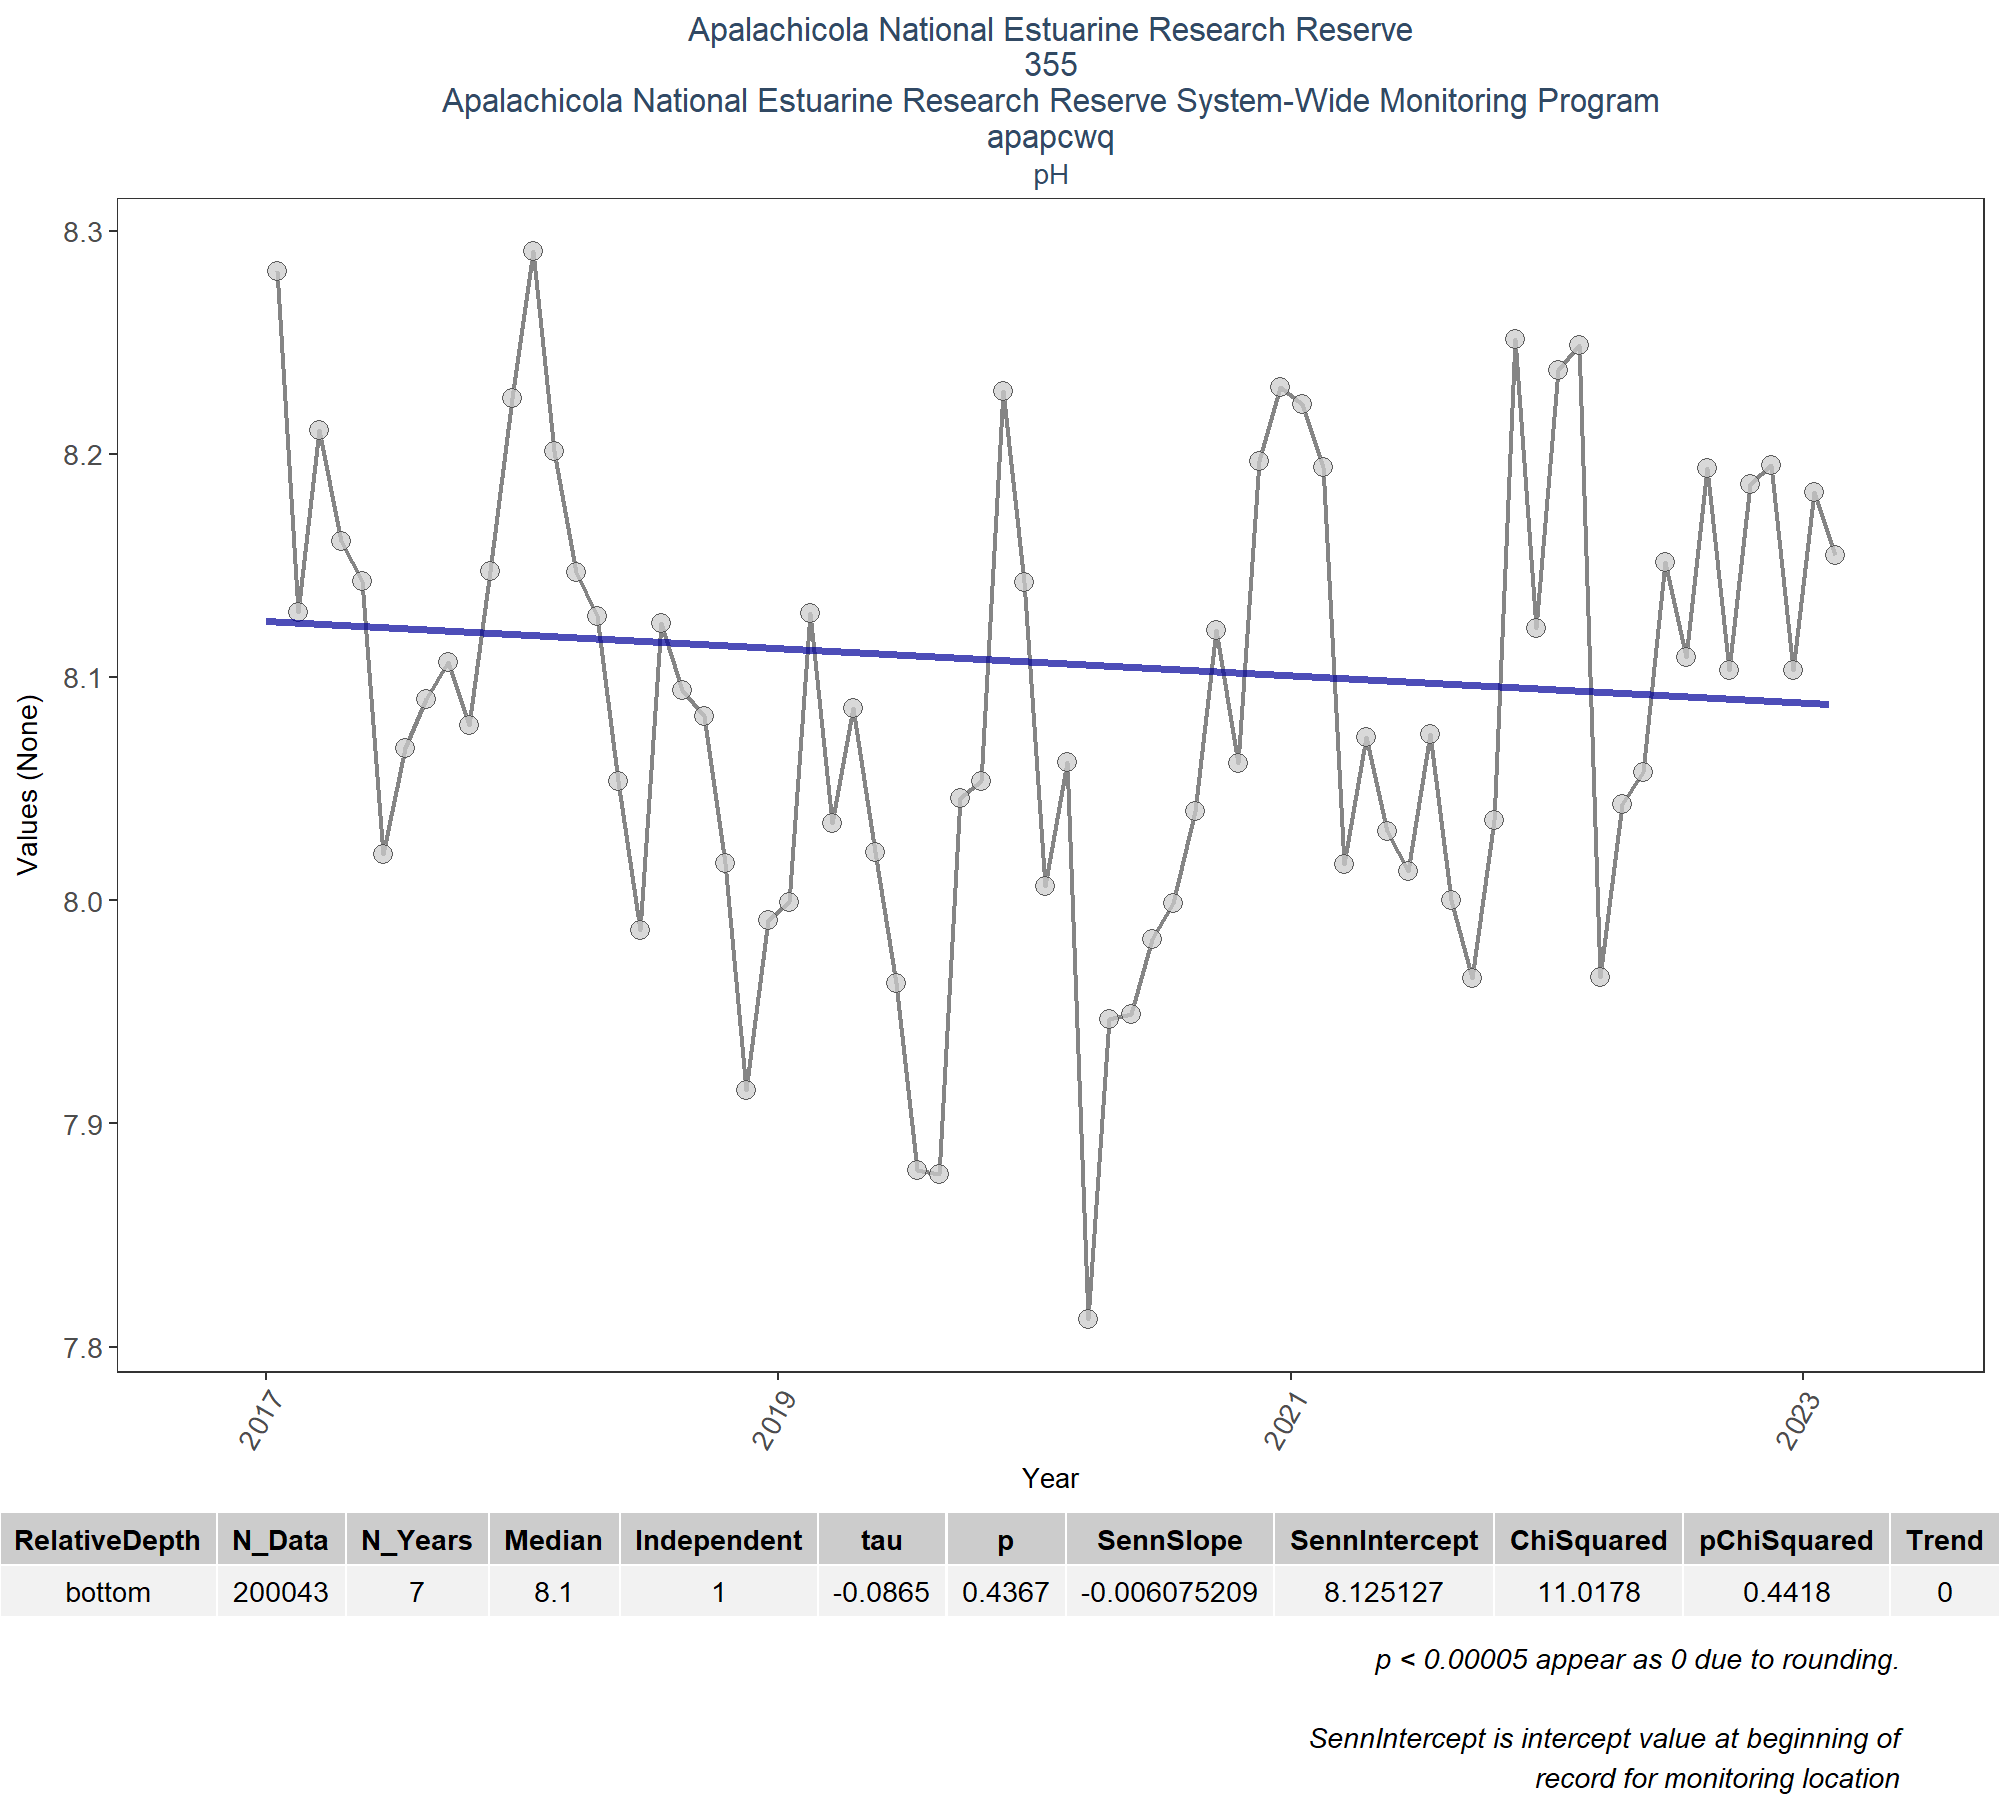 Apalachicola National Estuarine Research Reserve
355
Apalachicola National Estuarine Research Reserve System-Wide Monitoring Program
apapcwq
pH
8.3
8.2
8.1
8.0
7.9
7.8
Values (None)
2017
2019
2021
2023
Year
RelativeDepth N_Data N_Years Median Independent tau p SennSlope SennIntercept ChiSquared pChiSquared Trend
bottom 200043 7 8.1 1 -0.0865 0.4367 -0.006075209 8.125127 11.0178 0.4418 0
p < 0.00005 appear as 0 due to rounding.
SennIntercept is intercept value at beginning of
record for monitoring location